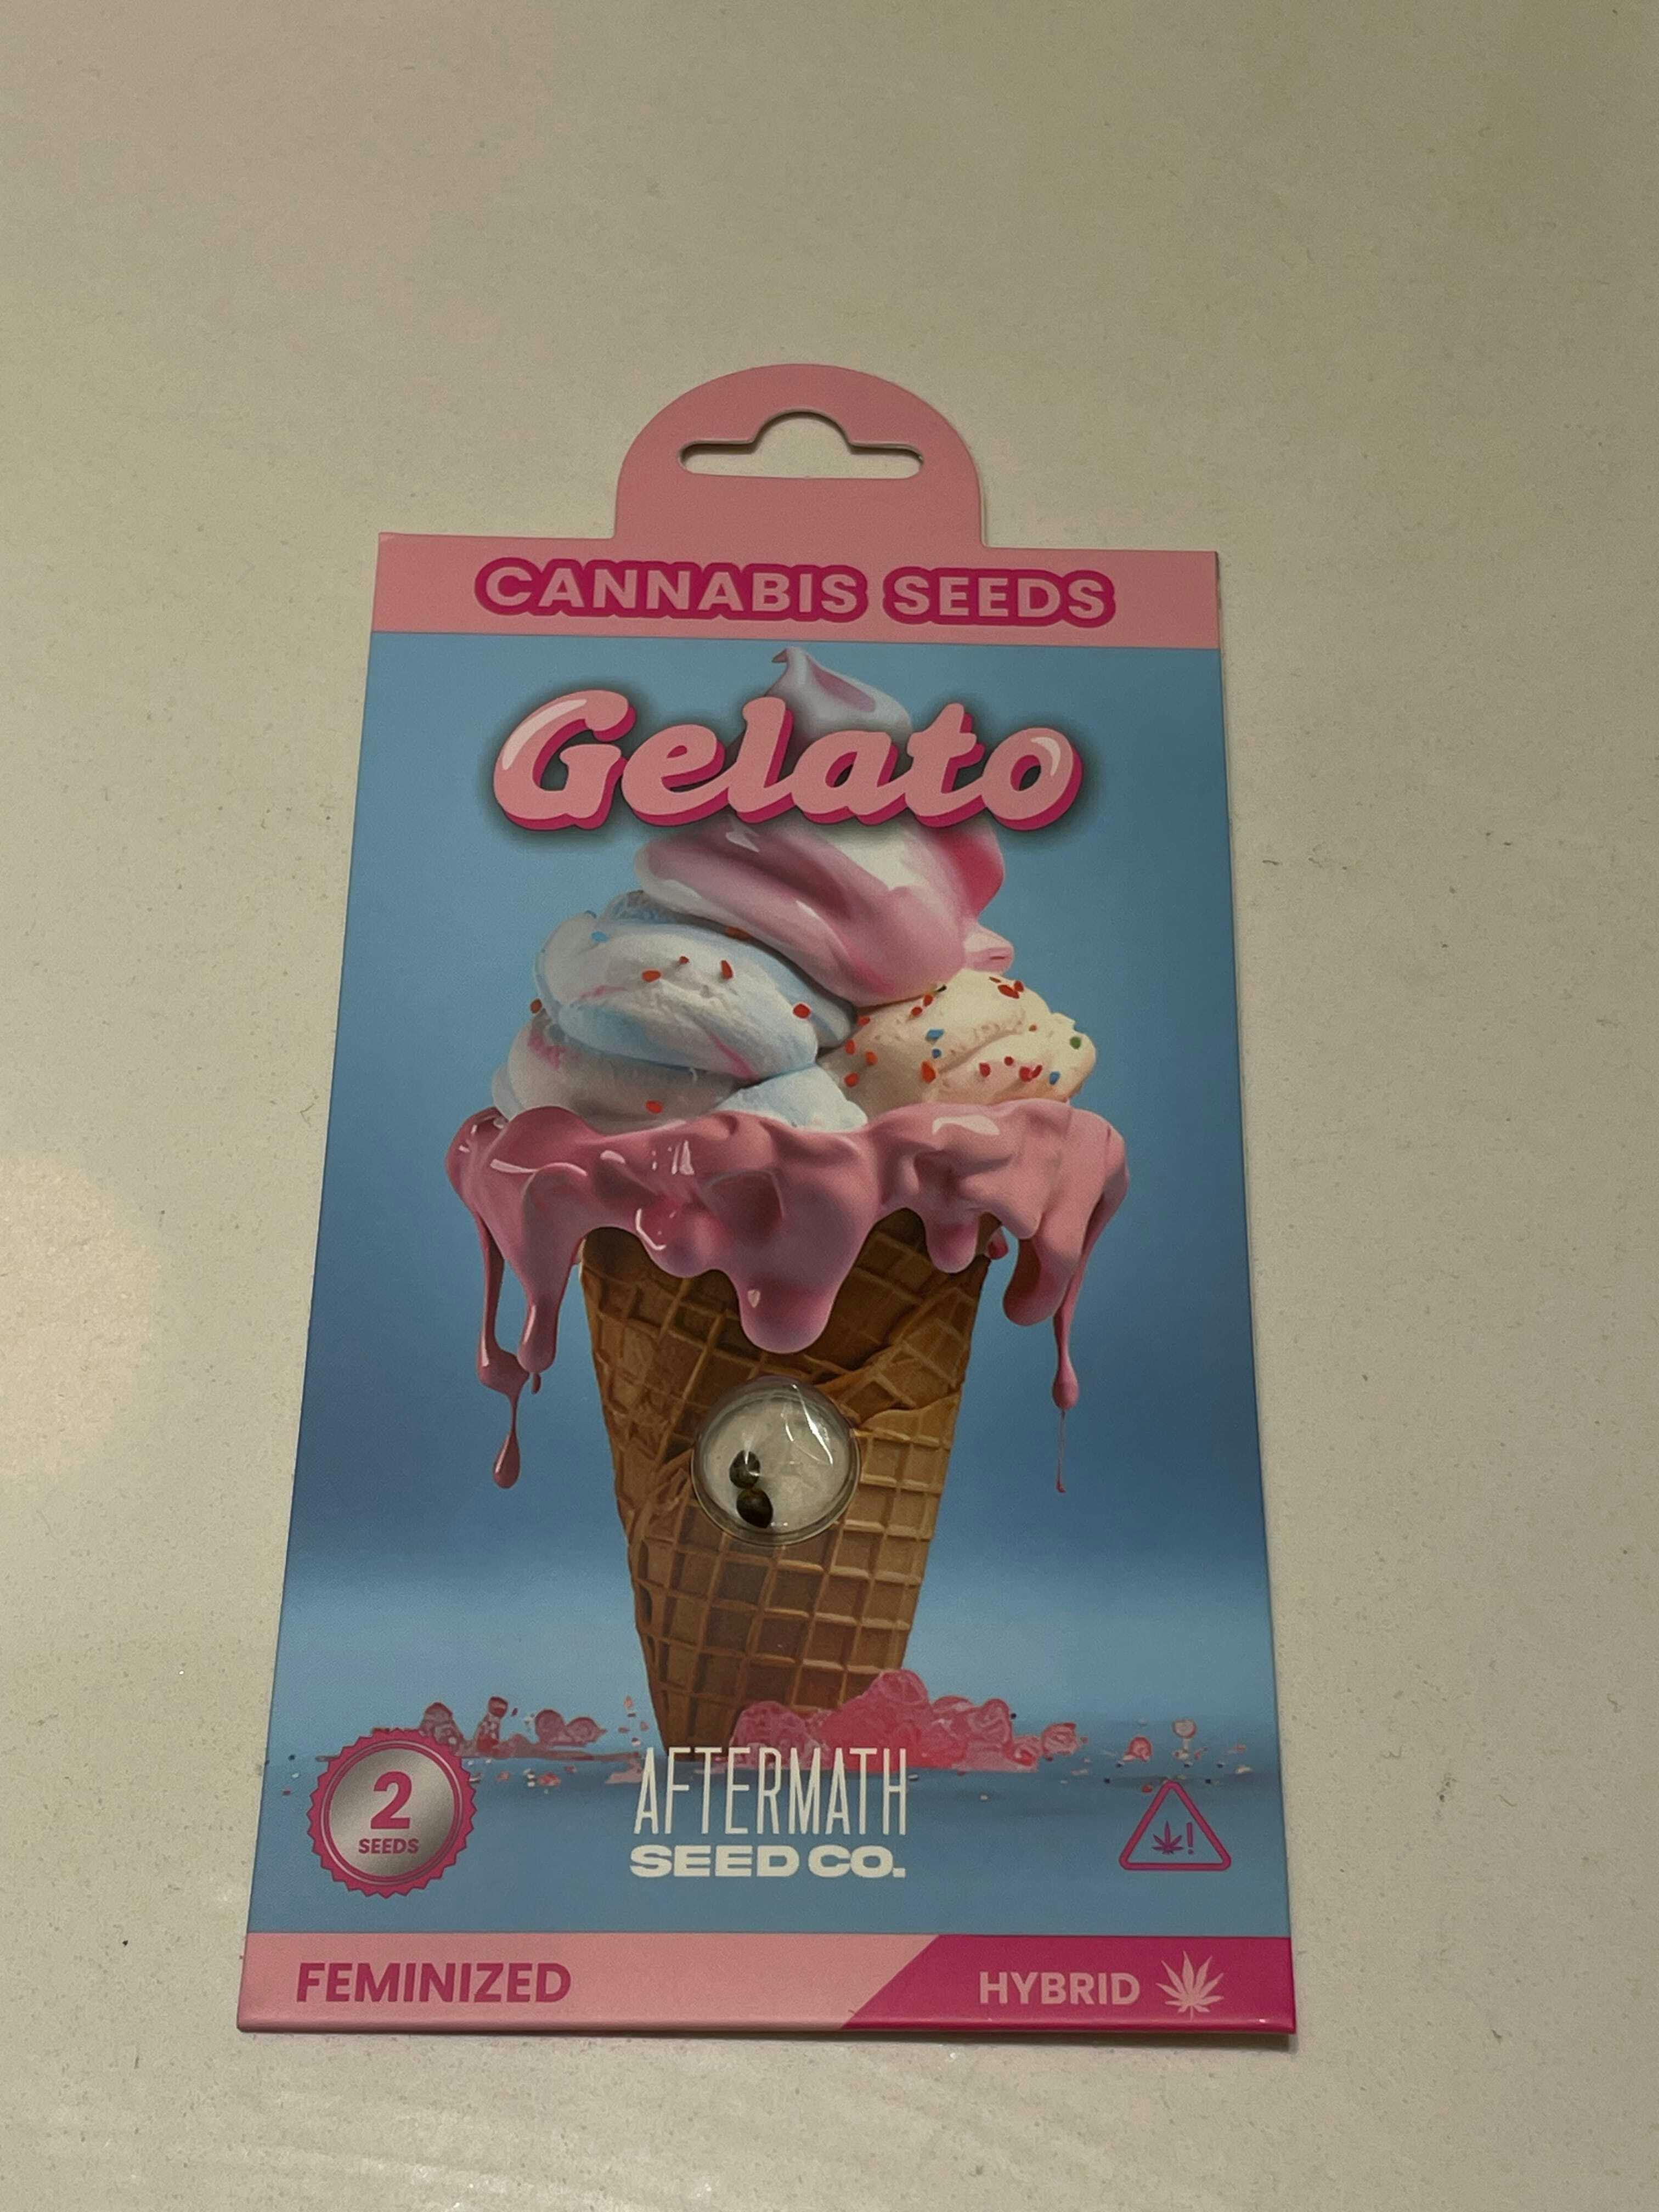 CANNABIS SEEDS
Gelato
2
SEEDS
AFTERMATH
SEED CO.
!
FEMINIZED
HYBRID